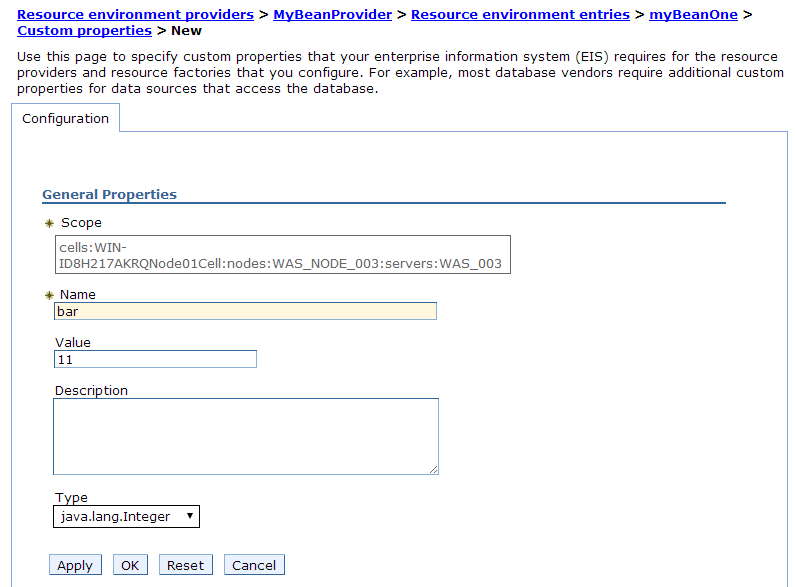 Resource environment providers > MyBeanProvider > Resource environment entries > myBeanOne >
Custom properties > New
Use this page to specify custom properties that your enterprise information system (EIS) requires for the resource
providers and resource factories that you configure. For example, most database vendors require additional custom
properties for data sources that access the database.
Configuration
General Properties
Scope
cells:WIN-
ID8H217AKRQNode01Cell:nodes:WAS_NODE_003:servers:WAS_003
Name
bar
Value
11
Description
Type
java.lang.Integer
Apply OK Reset Cancel